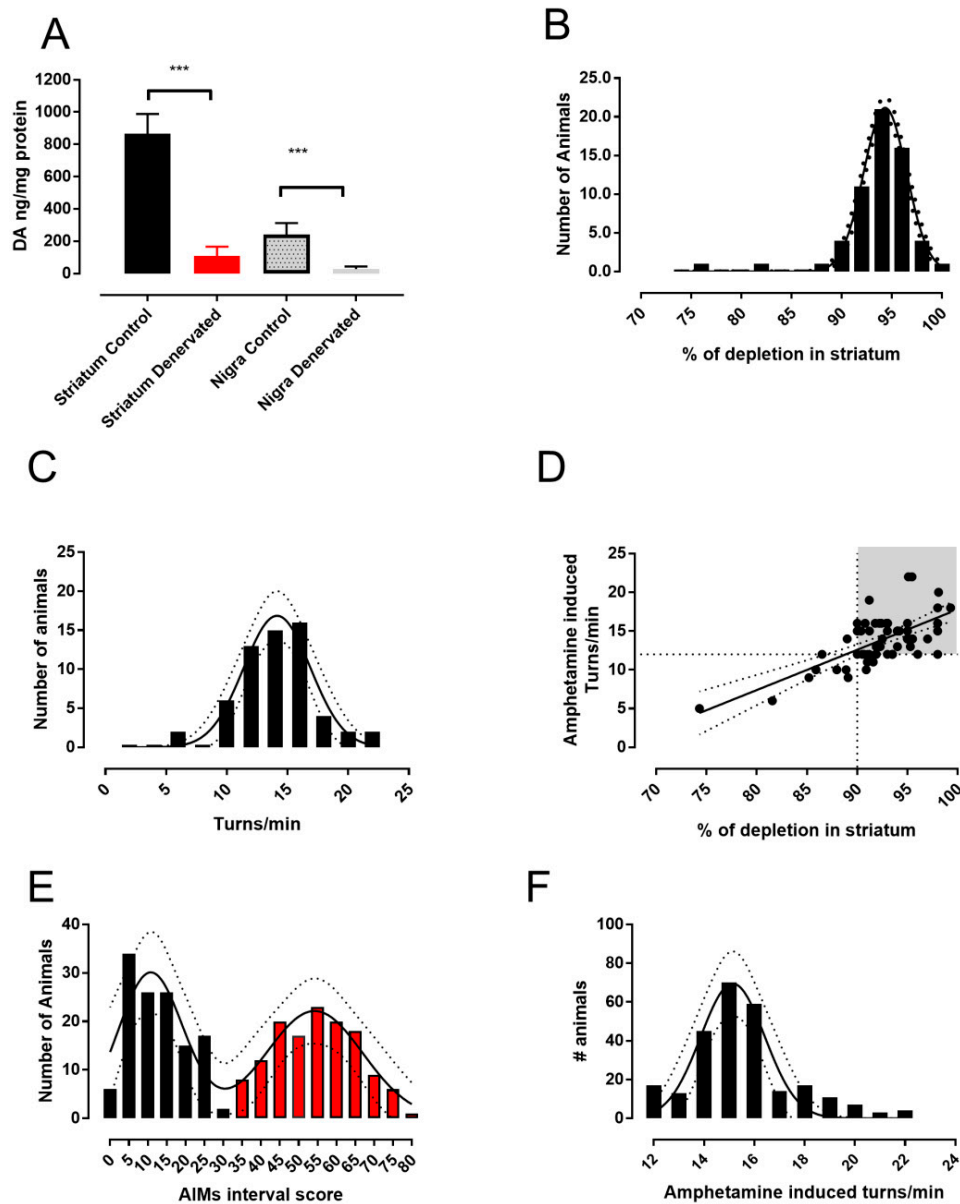 A
***
***
1200
1000
800
600
400
200
0
DA ng/mg protein
Striatum Control
Striatum Denervated
Nigra Control
Nigra Denervated
B
25.0
20.0
15.0
10.0
5.0
0.0
Number of Animals
70 75 80 85 90 95 100
% of depletion in striatum
C
25
20
15
10
5
0
Number of animals
0 5 10 15 20 25
Turns/min
D
25
20
15
10
5
0
Amphetamine induced
Turns/min
70 75 80 85 90 95 100
% of depletion in striatum
E
40
30
20
10
0
Number of Animals
0 5 10 15 20 25 30 35 40 45 50 55 60 65 70 75 80
AIMs interval score
F
100
80
60
40
20
0
# animals
12 14 16 18 20 22 24
Amphetamine induced turns/min